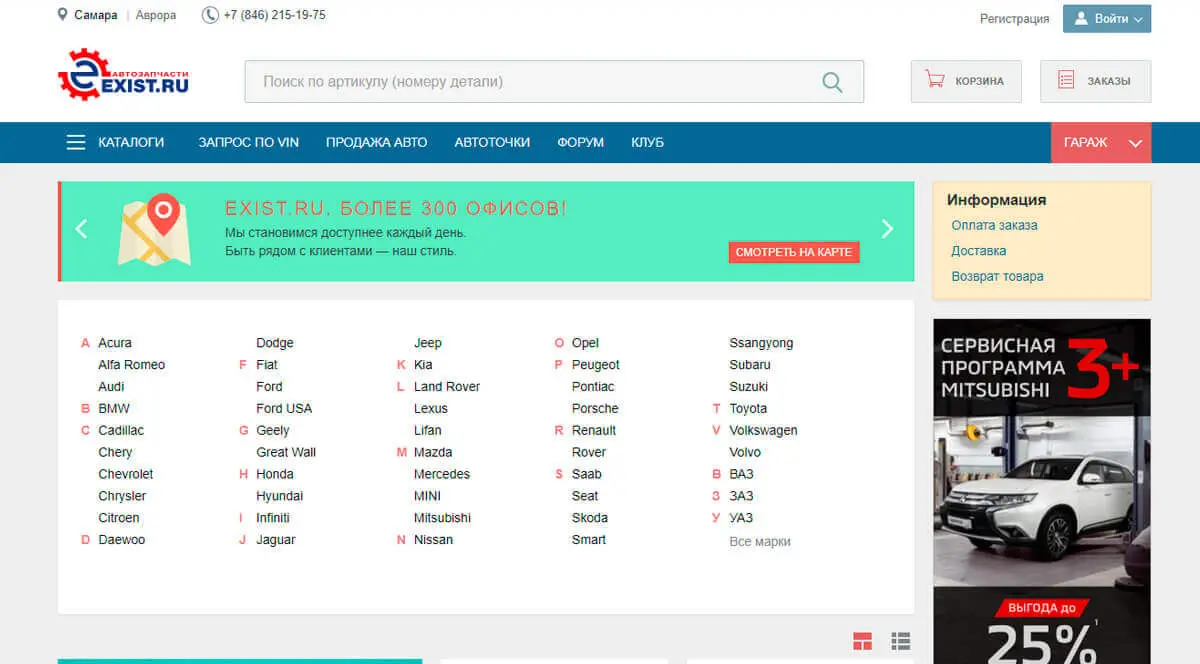 Самара | Аврора +7 (846) 215-19-75
Регистрация Войти
АВТОЗАПЧАСТИ
EXIST.RU
Поиск по артикулу (номеру детали)
КОРЗИНА ЗАКАЗЫ
КАТАЛОГИ ЗАПРОС ПО VIN ПРОДАЖА АВТО АВТОТОЧКИ ФОРУМ КЛУБ ГАРАЖ
EXIST.RU, БОЛЕЕ 300 ОФИСОВ!
Мы становимся доступнее каждый день.
Быть рядом с клиентами — наш стиль.
СМОТРЕТЬ НА КАРТЕ
Информация
Оплата заказа
Доставка
Возврат товара
A Acura
Alfa Romeo
Audi
B BMW
C Cadillac
Chery
Chevrolet
Chrysler
Citroen
D Daewoo
Dodge
F Fiat
Ford
Ford USA
G Geely
Great Wall
H Honda
Hyundai
I Infiniti
J Jaguar
Jeep
K Kia
L Land Rover
Lexus
Lifan
M Mazda
Mercedes
MINI
Mitsubishi
N Nissan
O Opel
P Peugeot
Pontiac
Porsche
R Renault
Rover
S Saab
Seat
Skoda
Smart
Ssangyong
Subaru
Suzuki
T Toyota
V Volkswagen
Volvo
В ВАЗ
З ЗАЗ
У УАЗ
Все марки
СЕРВИСНАЯ
ПРОГРАММА
MITSUBISHI
3+
ВЫГОДА до
25%1